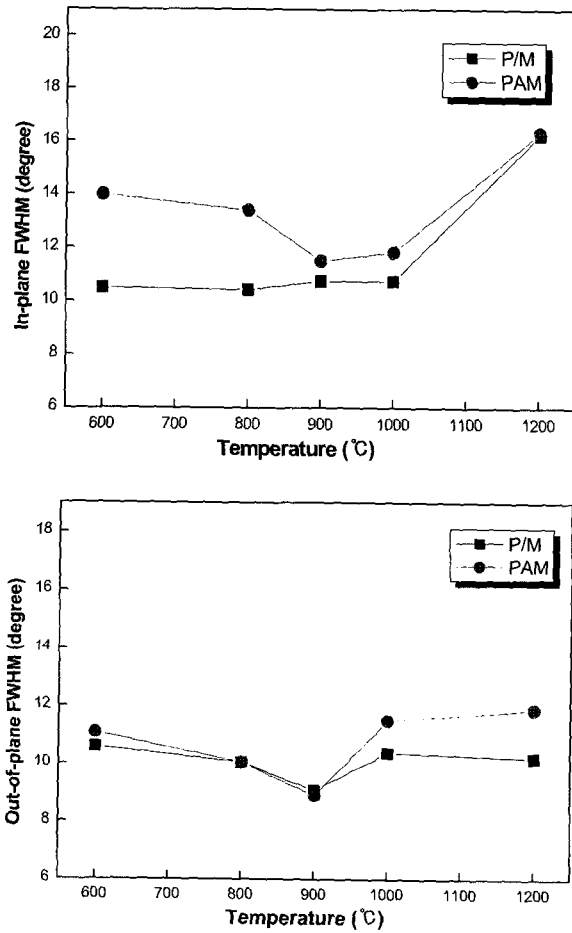 20
18
16
14
12
10
8
6
In-plane FWHM (degree)
P/M
PAM
600 700 800 900 1000 1100 1200
Temperature (℃)
18
16
14
12
10
8
6
Out-of-plane FWHM (degree)
P/M
PAM
600 700 800 900 1000 1100 1200
Temperature (℃)